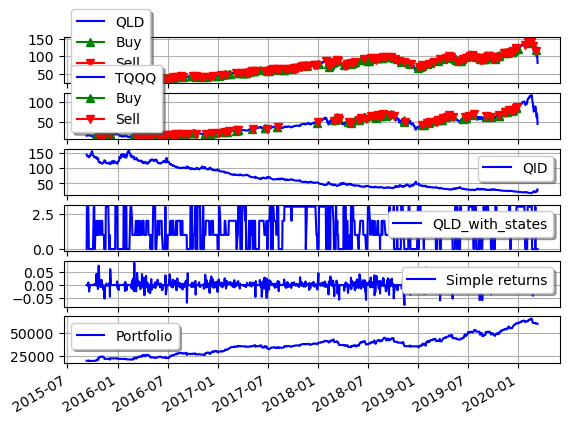 QLD
Buy
Sell
150
100
50
TQQQ
Buy
Sell
100
50
150
100
50
QID
2.5
0.0
QLD_with_states
0.05
0.00
−0.05
Simple returns
50000
25000
Portfolio
2015-07
2016-01
2016-07
2017-01
2017-07
2018-01
2018-07
2019-01
2019-07
2020-01